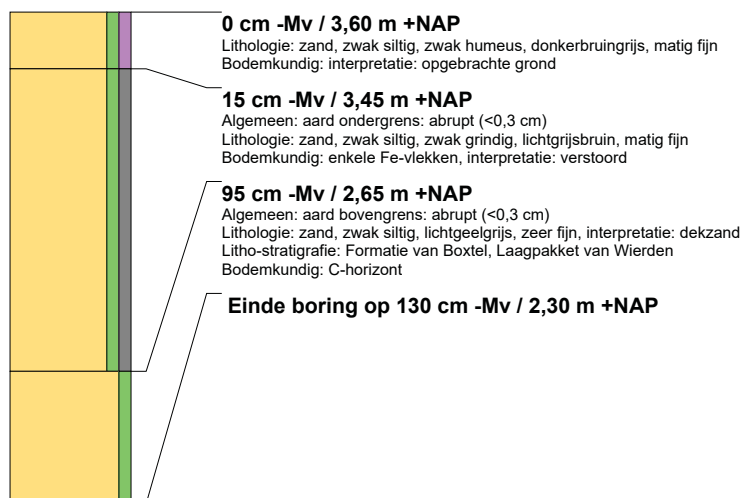 0 cm -Mv / 3,60 m +NAP
Lithologie: zand, zwak siltig, zwak humeus, donkerbruingrijs, matig fijn
Bodemkundig: interpretatie: opgebrachte grond
15 cm -Mv / 3,45 m +NAP
Algemeen: aard ondergrens: abrupt (<0,3 cm)
Lithologie: zand, zwak siltig, zwak grindig, lichtgrijsbruin, matig fijn
Bodemkundig: enkele Fe-vlekken, interpretatie: verstoord
95 cm -Mv / 2,65 m +NAP
Algemeen: aard bovengrens: abrupt (<0,3 cm)
Lithologie: zand, zwak siltig, lichtgeelgrijs, zeer fijn, interpretatie: dekzand
Litho-stratigrafie: Formatie van Boxtel, Laagpakket van Wierden
Bodemkundig: C-horizont
Einde boring op 130 cm -Mv / 2,30 m +NAP